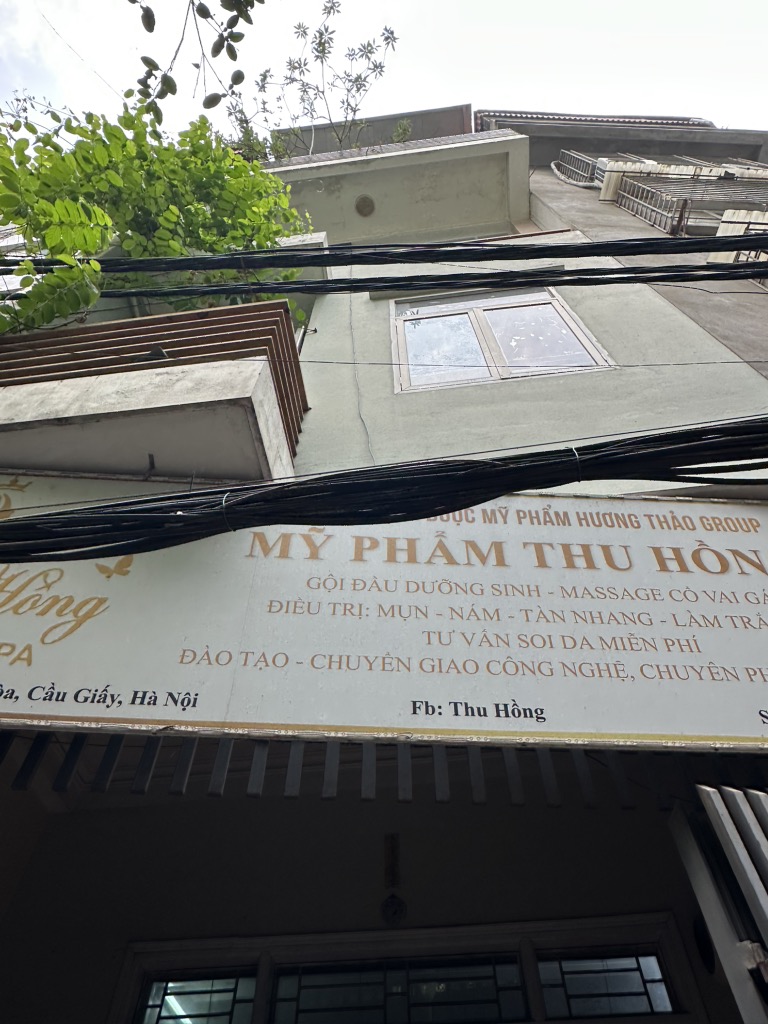 DƯỢC MỸ PHẨM HƯƠNG THẢO GROUP
MỸ PHẨM THU HỒN
GỘI ĐẦU DƯỠNG SINH - MASSAGE CỔ VAI GÁ
ĐIỀU TRỊ: MỤN - NÁM - TÀN NHANG - LÀM TRẮ
TƯ VẤN SOI DA MIỄN PHÍ
ĐÀO TẠO - CHUYỂN GIAO CÔNG NGHỆ, CHUYÊN PH
Hồng
PA
òa, Cầu Giấy, Hà Nội
Fb: Thu Hồng
S